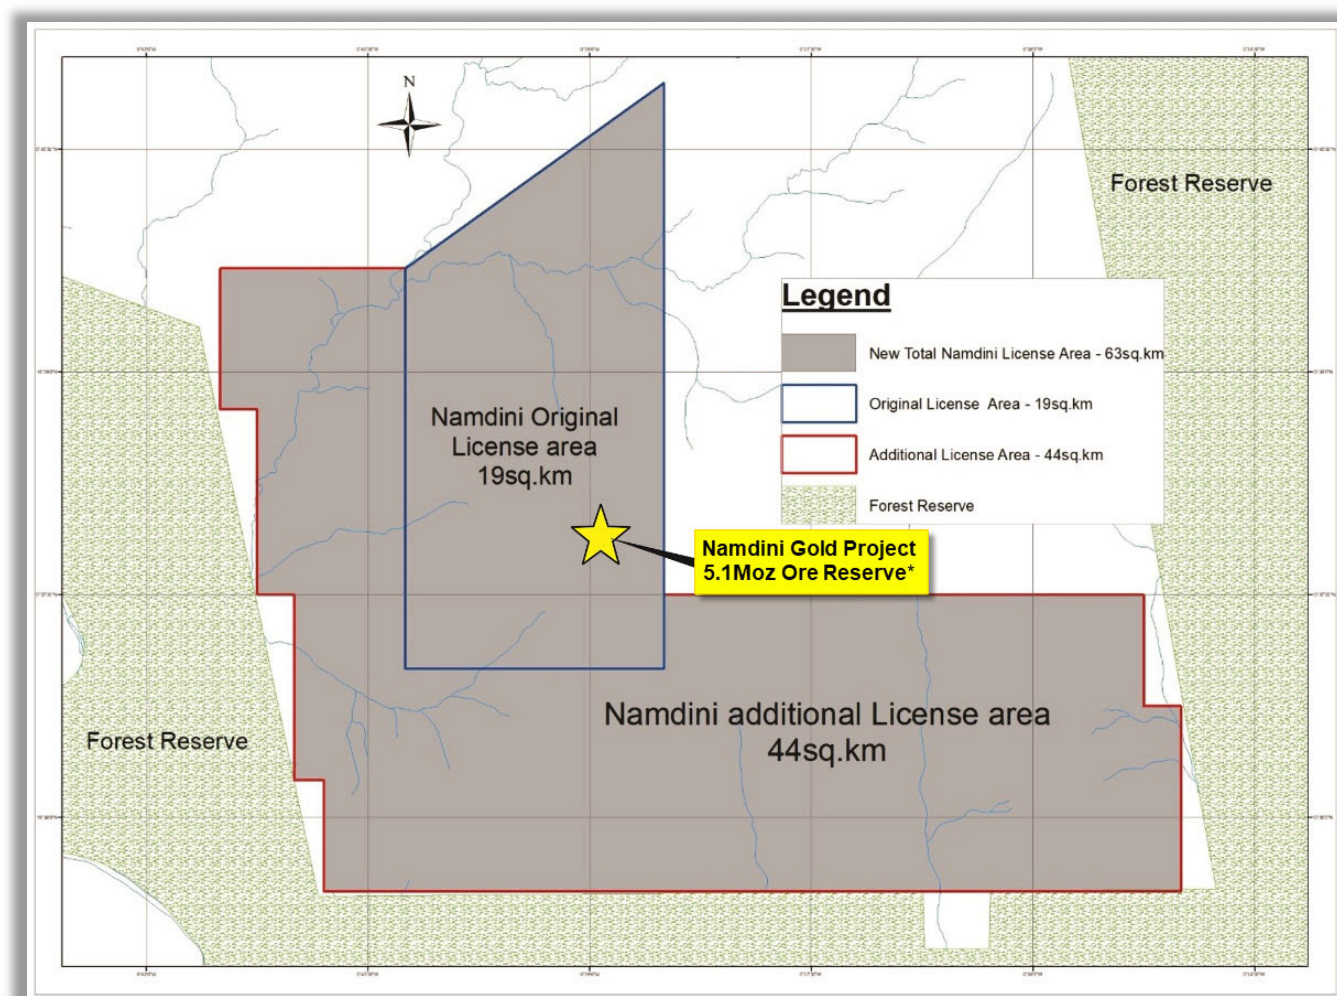 N
Forest Reserve
Legend
New Total Namdini License Area - 63sq.km
Original License Area - 19sq.km
Additional License Area - 44sq.km
Forest Reserve
Namdini Original
License area
19sq.km
Namdini Gold Project
5.1Moz Ore Reserve*
Namdini additional License area
44sq.km
Forest Reserve